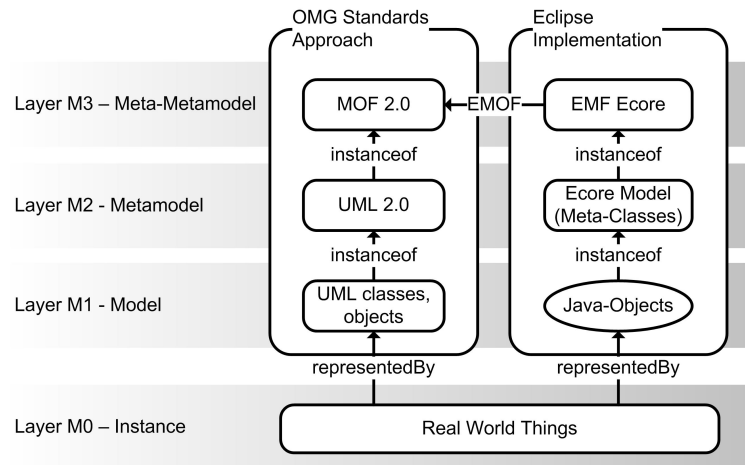 OMG Standards
Approach
Eclipse
Implementation
Layer M3 – Meta-Metamodel
MOF 2.0
EMOF
EMF Ecore
instanceof
instanceof
Layer M2 - Metamodel
UML 2.0
Ecore Model
(Meta-Classes)
instanceof
instanceof
Layer M1 - Model
UML classes,
objects
Java-Objects
representedBy
representedBy
Layer M0 – Instance
Real World Things